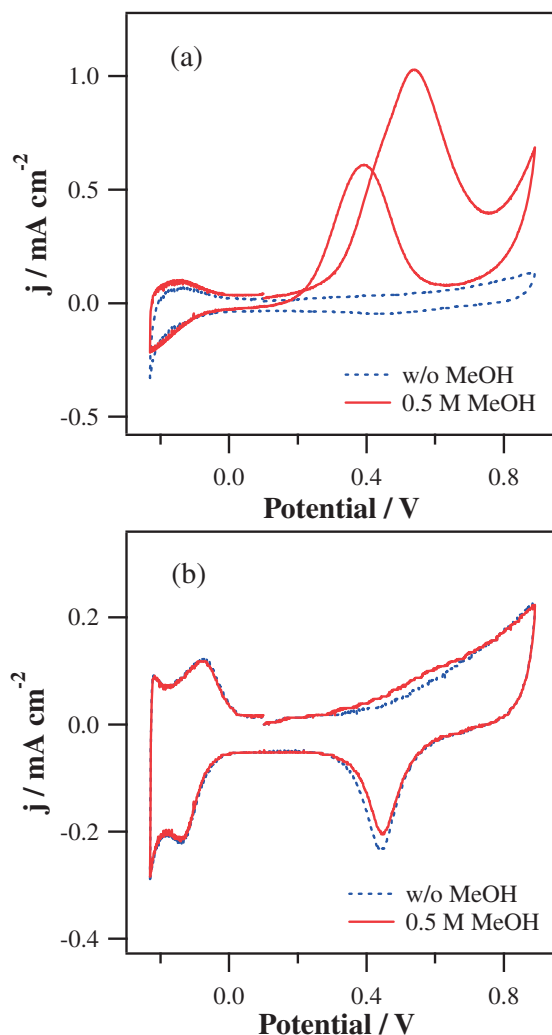 (a)
1.0
0.5
0.0
-0.5
j / mA cm-2
w/o MeOH
0.5 M MeOH
0.0 0.4 0.8
Potential / V
(b)
0.2
0.0
-0.2
-0.4
j / mA cm-2
w/o MeOH
0.5 M MeOH
0.0 0.4 0.8
Potential / V